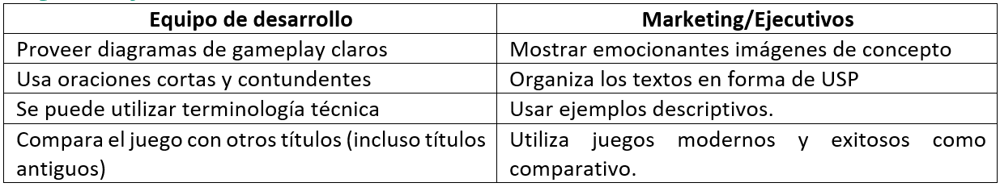 Equipo de desarrollo
Marketing/Ejecutivos
Proveer diagramas de gameplay claros
Mostrar emocionantes imágenes de concepto
Usa oraciones cortas y contundentes
Organiza los textos en forma de USP
Se puede utilizar terminología técnica
Usar ejemplos descriptivos.
Compara el juego con otros títulos (incluso títulos
antiguos)
Utiliza juegos modernos y exitosos como
comparativo.